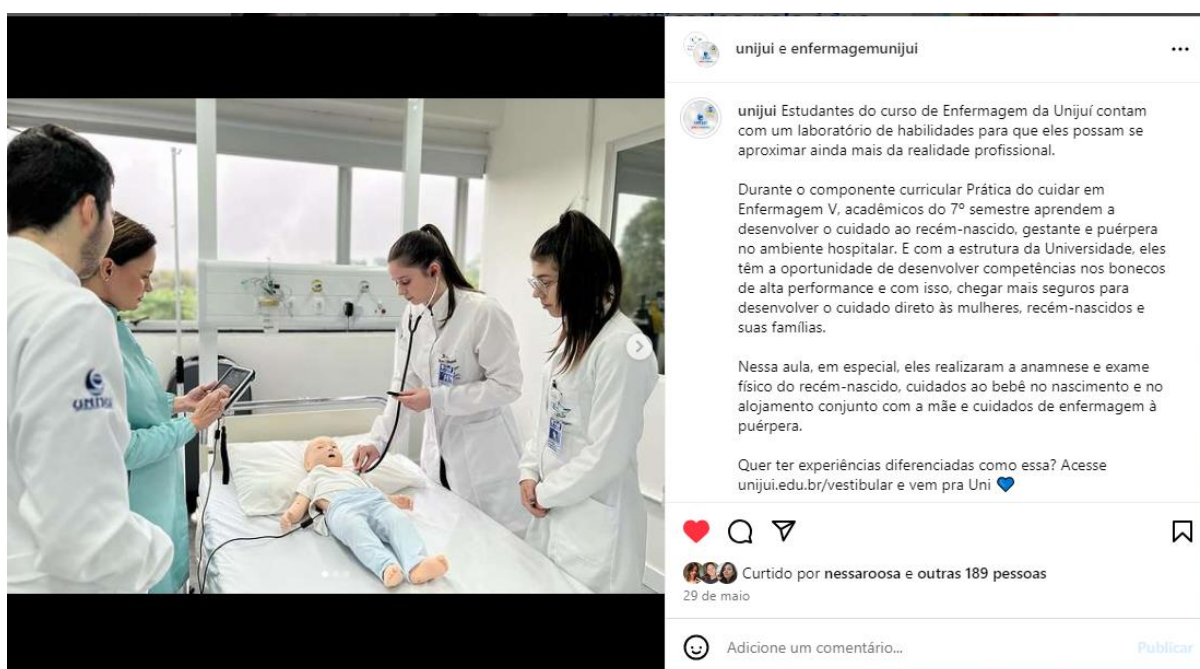 unijui e enfermagemunijui
unijui Estudantes do curso de Enfermagem da Unijuí contam
com um laboratório de habilidades para que eles possam se
aproximar ainda mais da realidade profissional.
Durante o componente curricular Prática do cuidar em
Enfermagem V, acadêmicos do 7º semestre aprendem a
desenvolver o cuidado ao recém-nascido, gestante e puérpera
no ambiente hospitalar. E com a estrutura da Universidade, eles
têm a oportunidade de desenvolver competências nos bonecos
de alta performance e com isso, chegar mais seguros para
desenvolver o cuidado direto às mulheres, recém-nascidos e
suas famílias.
Nessa aula, em especial, eles realizaram a anamnese e exame
físico do recém-nascido, cuidados ao bebê no nascimento e no
alojamento conjunto com a mãe e cuidados de enfermagem à
puérpera.
Quer ter experiências diferenciadas como essa? Acesse
unijui.edu.br/vestibular e vem pra Uni 💙
Curtido por nessaroosa e outras 189 pessoas
29 de maio
Adicione um comentário...
Publicar